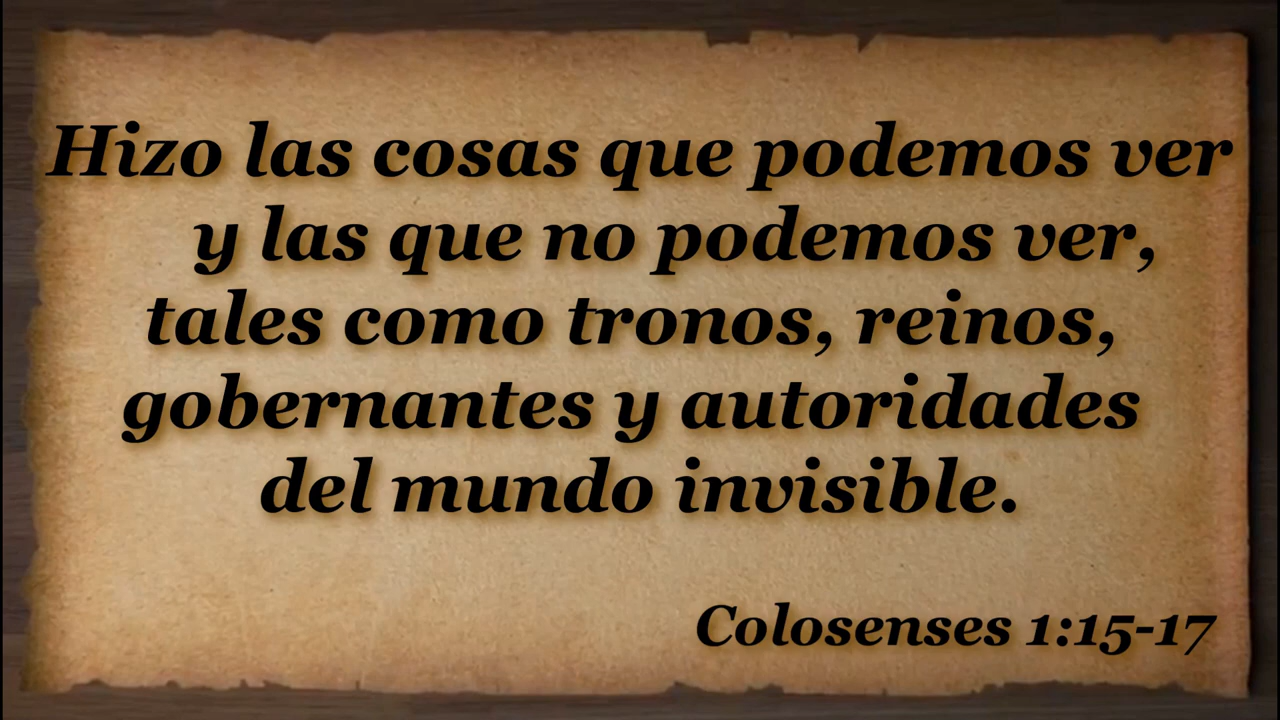 Hizo las cosas que podemos ver
y las que no podemos ver,
tales como tronos, reinos,
gobernantes y autoridades
del mundo invisible.
Colosenses 1:15-17